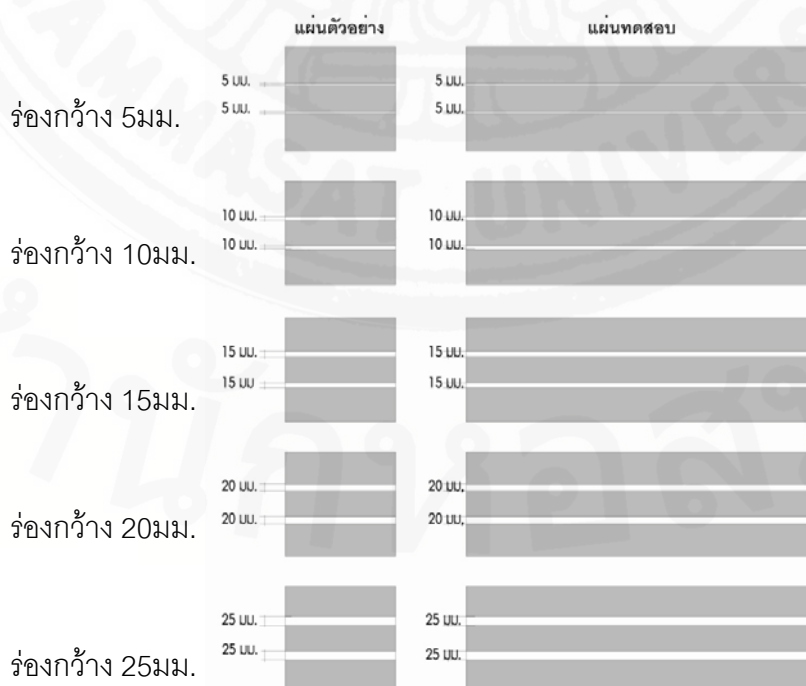 แผ่นตัวอย่าง แผ่นทดสอบ
5 มม. 5 มม.
5 มม. 5 มม.
ร่องกว้าง 5มม.
10 มม. 10 มม.
10 มม. 10 มม.
ร่องกว้าง 10มม.
15 มม. 15 มม.
15 มม 15 มม.
ร่องกว้าง 15มม.
20 มม. 20 มม.
20 มม. 20 มม.
ร่องกว้าง 20มม.
25 มม. 25 มม.
25 มม. 25 มม.
ร่องกว้าง 25มม.